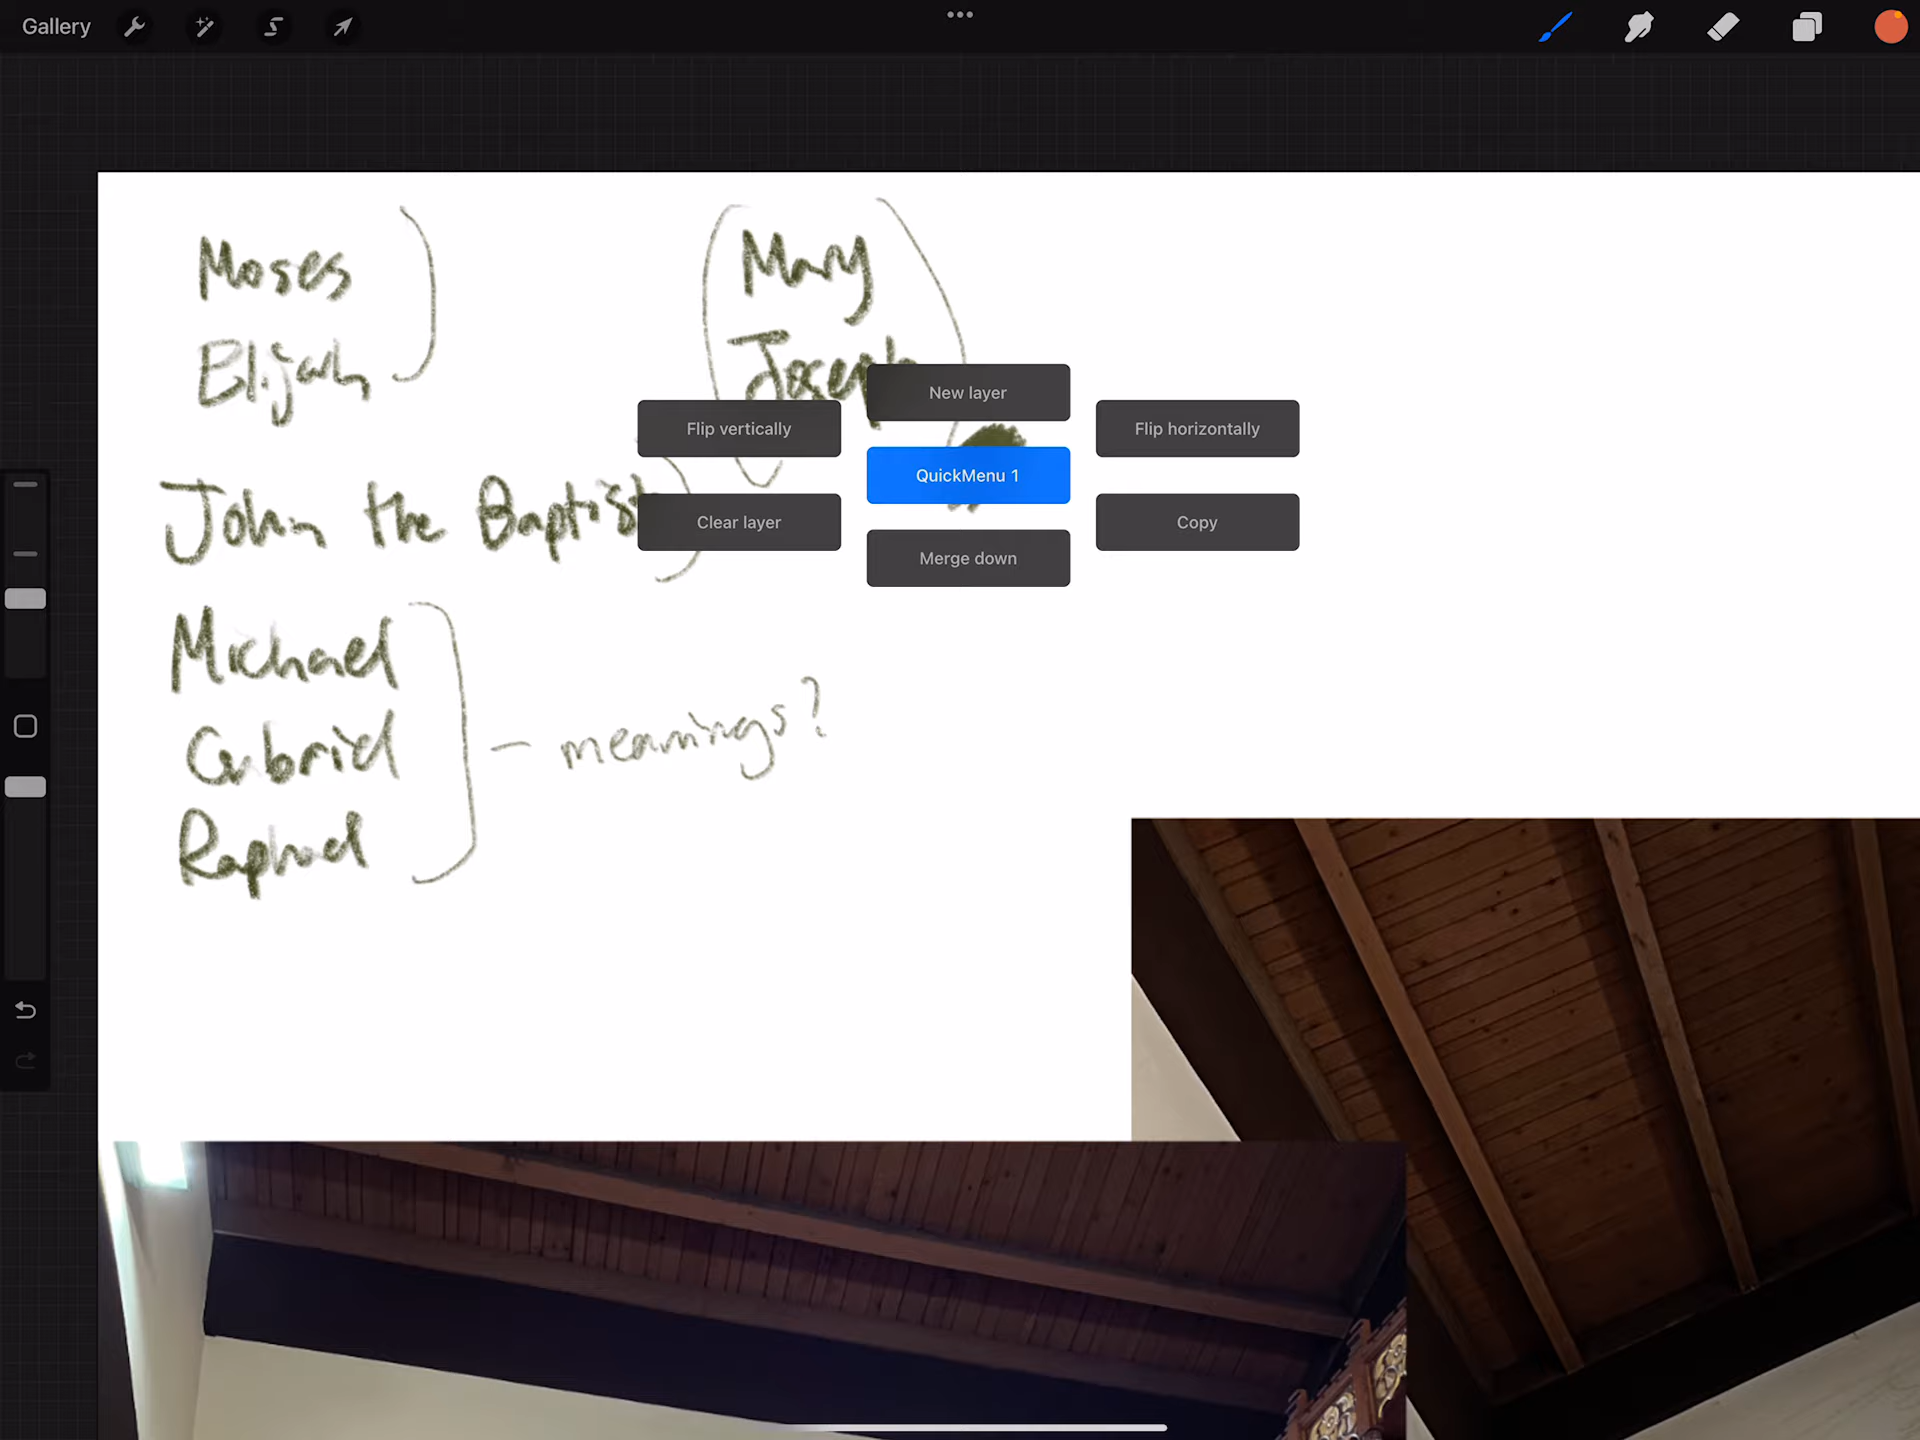 Gallery
Moses
Elijah
Mary
Joseph
New layer
Flip vertically
Flip horizontally
QuickMenu 1
John the Baptist
Clear layer
Copy
Merge down
Michael
Gabriel
Raphael
— meanings?